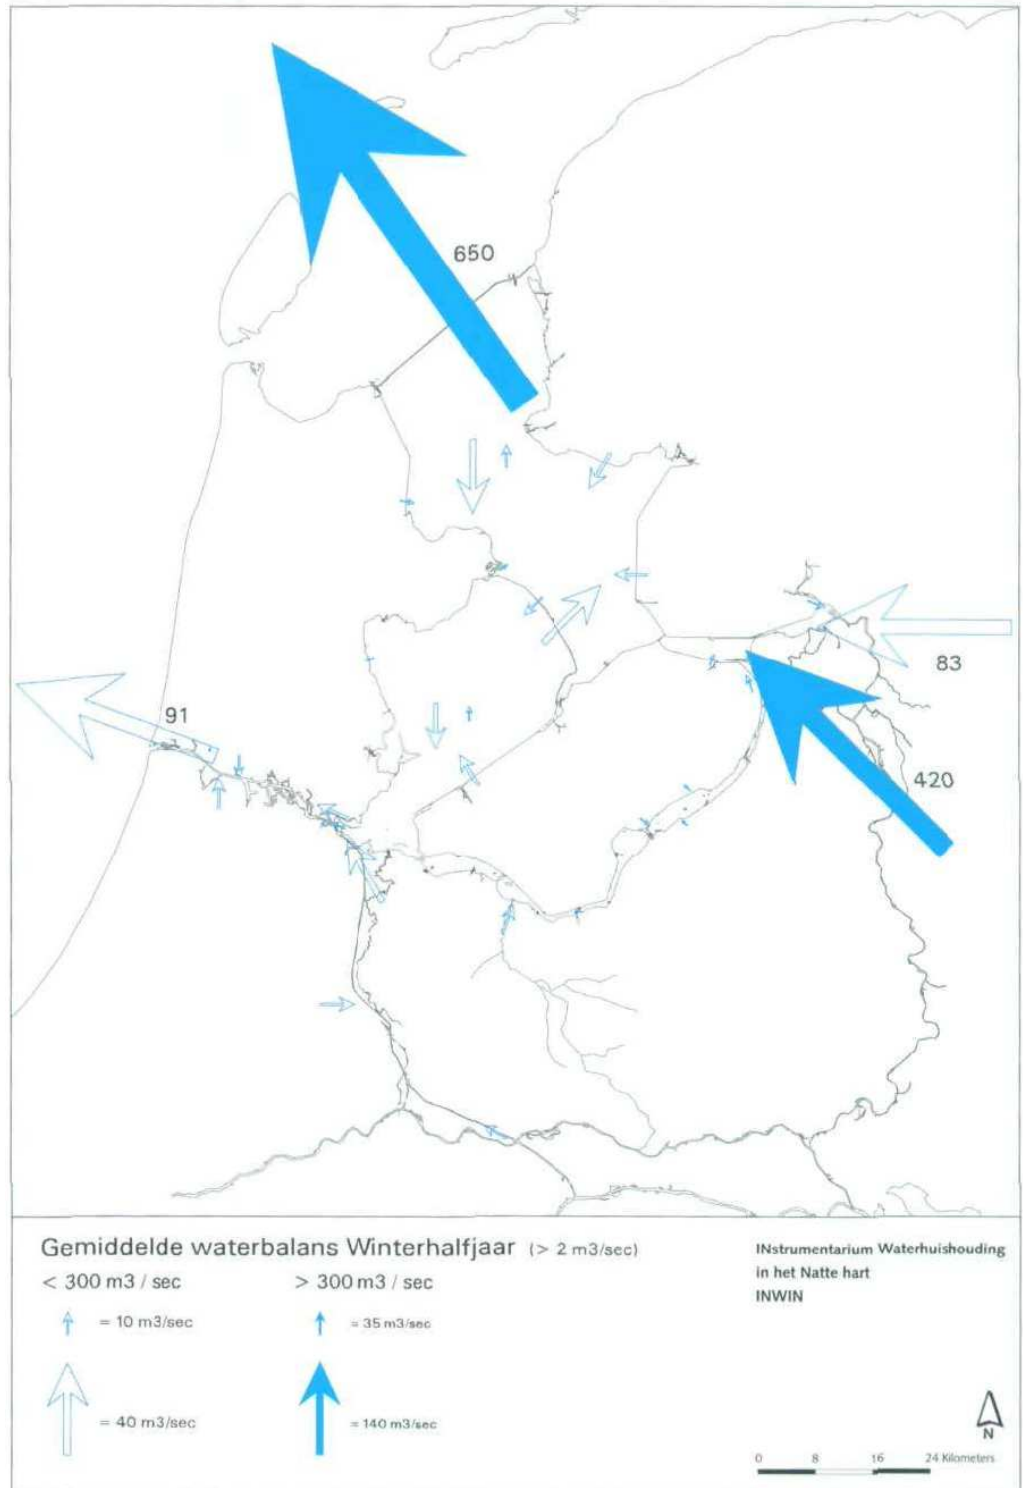 650
83
91
420
Gemiddelde waterbalans Winterhalfjaar (> 2 m3/sec)
< 300 m3 / sec
> 300 m3 / sec
= 10 m3/sec
= 35 m3/sec
= 40 m3/sec
= 140 m3/sec
INstrumentarium Waterhuishouding
in het Natte hart
INWIN
N
0 8 16 24 Kilometers